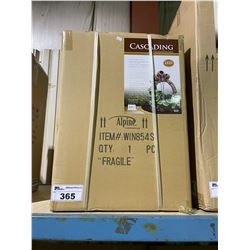 CASCADING
Alpine
ITEM#:WIN854S
QTY: 1 PC
"FRAGILE"
365